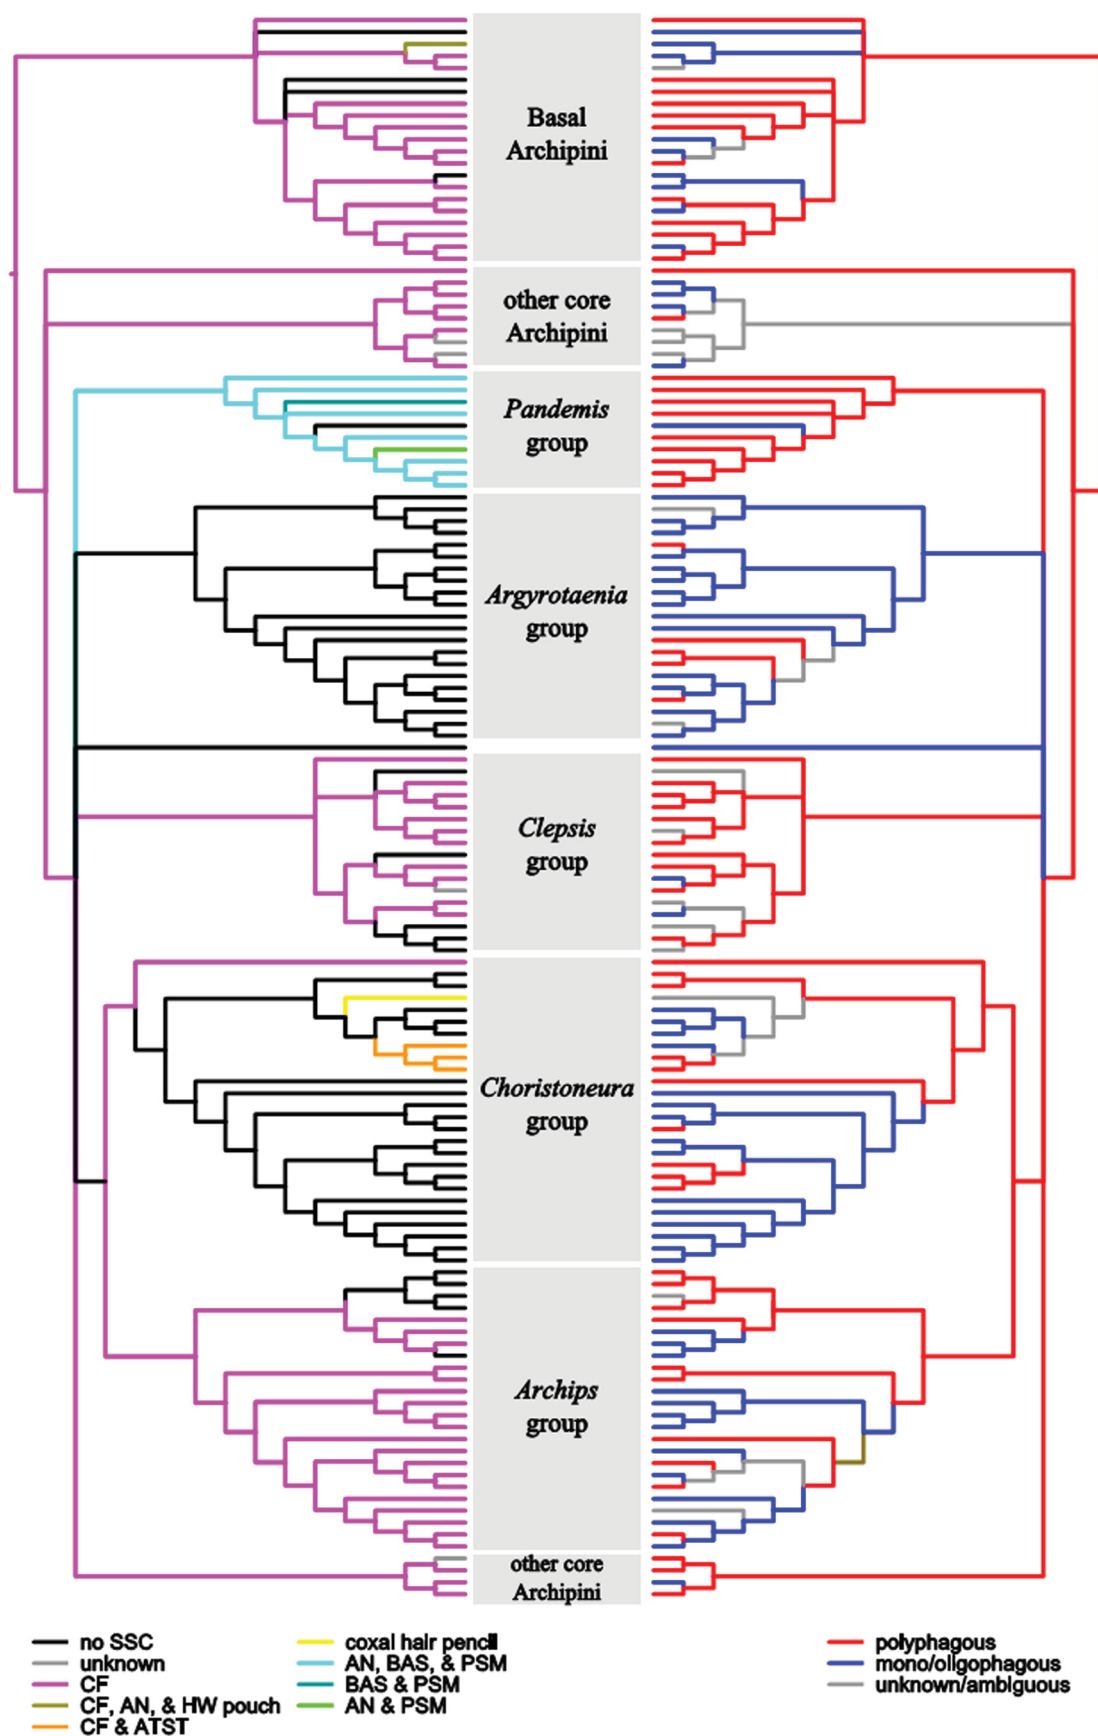 Basal
Archipini
other core
Archipini
Pandemis
group
Argyrotaenia
group
Clepsis
group
Choristoneura
group
Archips
group
other core
Archipini
no SSC
unknown
CF
CF, AN, & HW pouch
CF & ATST
coxal hair pencil
AN, BAS, & PSM
BAS & PSM
AN & PSM
polyphagous
mono/oligophagous
unknown/ambiguous